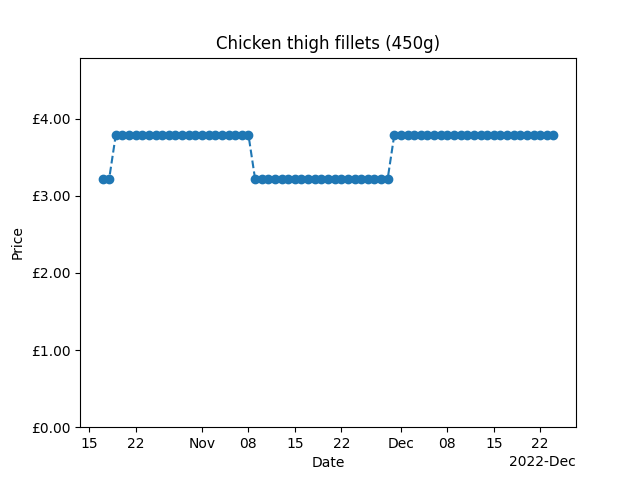 Chicken thigh fillets (450g)
£4.00
£3.00
£2.00
£1.00
£0.00
Price
15 22 Nov 08 15 22 Dec 08 15 22
Date
2022-Dec